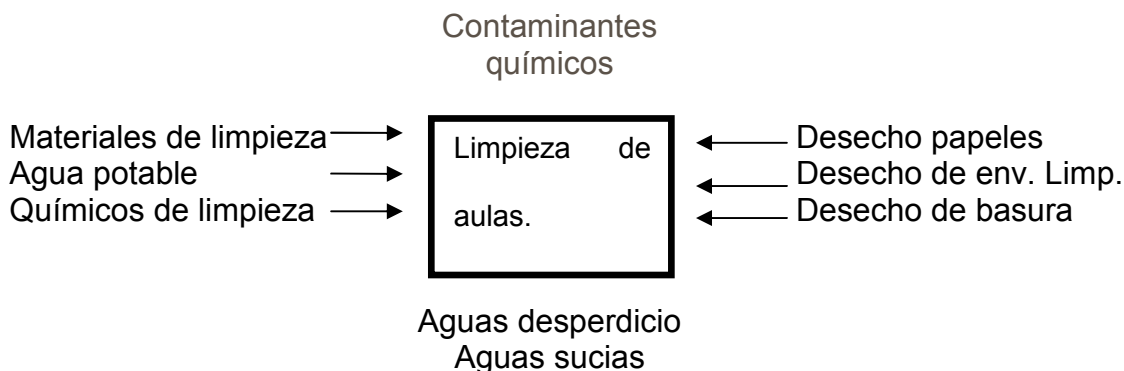 Contaminantes
químicos
Materiales de limpieza
Agua potable
Químicos de limpieza
Limpieza de
aulas.
Desecho papeles
Desecho de env. Limp.
Desecho de basura
Aguas desperdicio
Aguas sucias